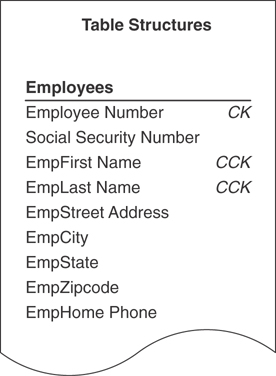 Table Structures
Employees
Employee Number CK
Social Security Number
EmpFirst Name CCK
EmpLast Name CCK
EmpStreet Address
EmpCity
EmpState
EmpZipcode
EmpHome Phone